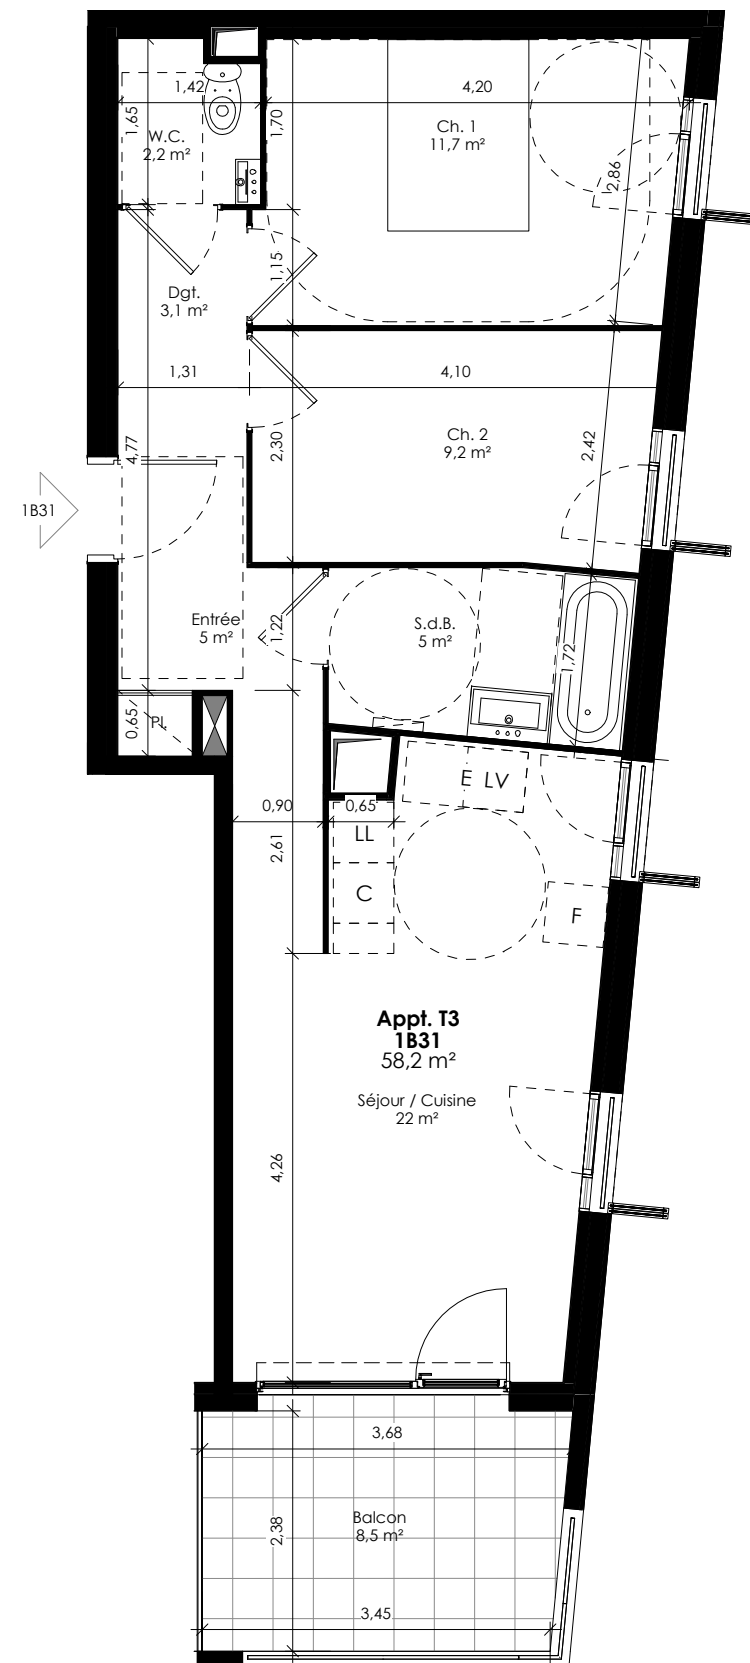 1,42
4,20
1,65
W.C.
2,2 m²
1,70
Ch. 1
11,7 m²
2,86
Dgt.
3,1 m²
1,15
1,31
4,10
4,77
2,30
Ch. 2
9,2 m²
2,42
1B31
Entrée
5 m²
1,22
S.d.B.
5 m²
1,72
0,65
PL
E LV
0,90
0,65
LL
2,61
C
F
Appt. T3
1B31
58,2 m²
Séjour / Cuisine
22 m²
4,26
3,68
Balcon
8,5 m²
2,38
3,45